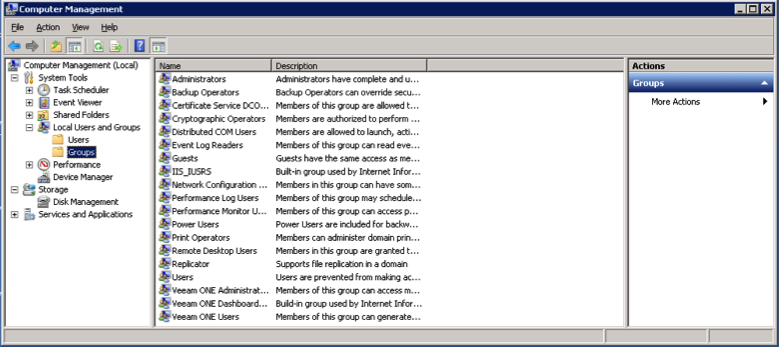 Computer Management
File Action View Help
Computer Management (Local)
System Tools
Task Scheduler
Event Viewer
Shared Folders
Local Users and Groups
Users
Groups
Performance
Device Manager
Storage
Disk Management
Services and Applications
Name Description
Administrators Administrators have complete and u...
Backup Operators Backup Operators can override secu...
Certificate Service DCO... Members of this group are allowed t...
Cryptographic Operators Members are authorized to perform ...
Distributed COM Users Members are allowed to launch, acti...
Event Log Readers Members of this group can read eve...
Guests Guests have the same access as me...
IIS_IUSRS Built-in group used by Internet Infor...
Network Configuration ... Members in this group can have som...
Performance Log Users Members of this group may schedule...
Performance Monitor U... Members of this group can access p...
Power Users Power Users are included for backw...
Print Operators Members can administer domain prin...
Remote Desktop Users Members in this group are granted t...
Replicator Supports file replication in a domain
Users Users are prevented from making ac...
Veeam ONE Administrat... Members of this group can access m...
Veeam ONE Dashboard... Build-in group used by Internet Infor...
Veeam ONE Users Members of this group can generate...
Actions
Groups
More Actions